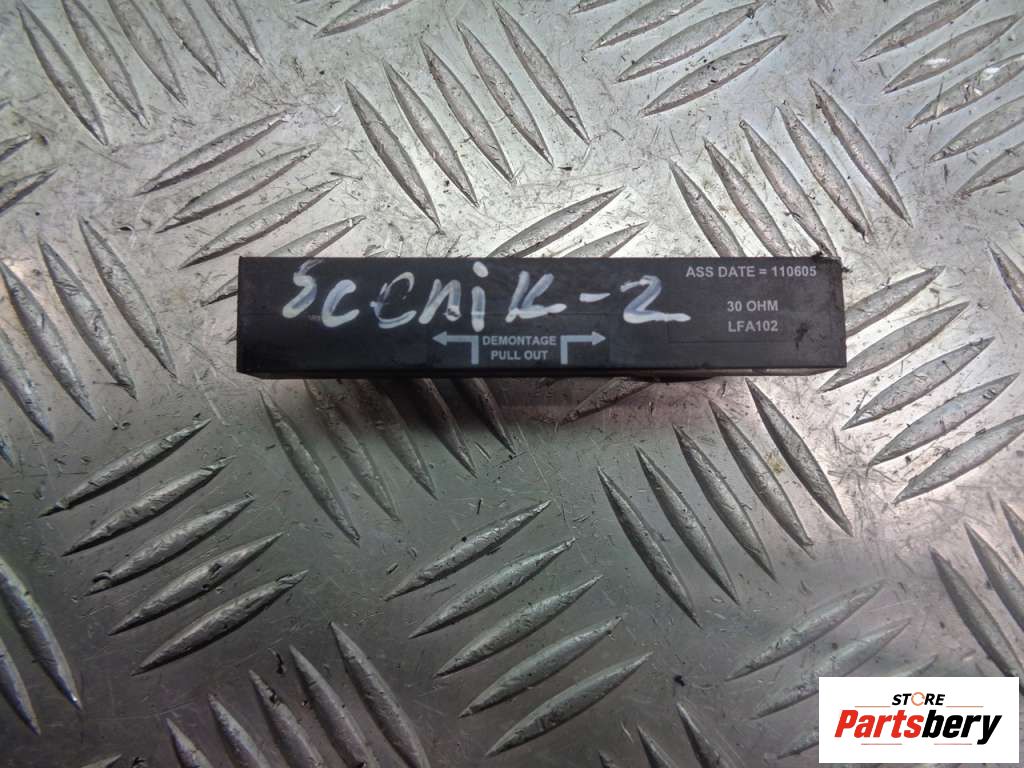 Scenik-2
ASS DATE = 110605
30 OHM
LFA102
DEMONTAGE
PULL OUT
STORE
Partsbery